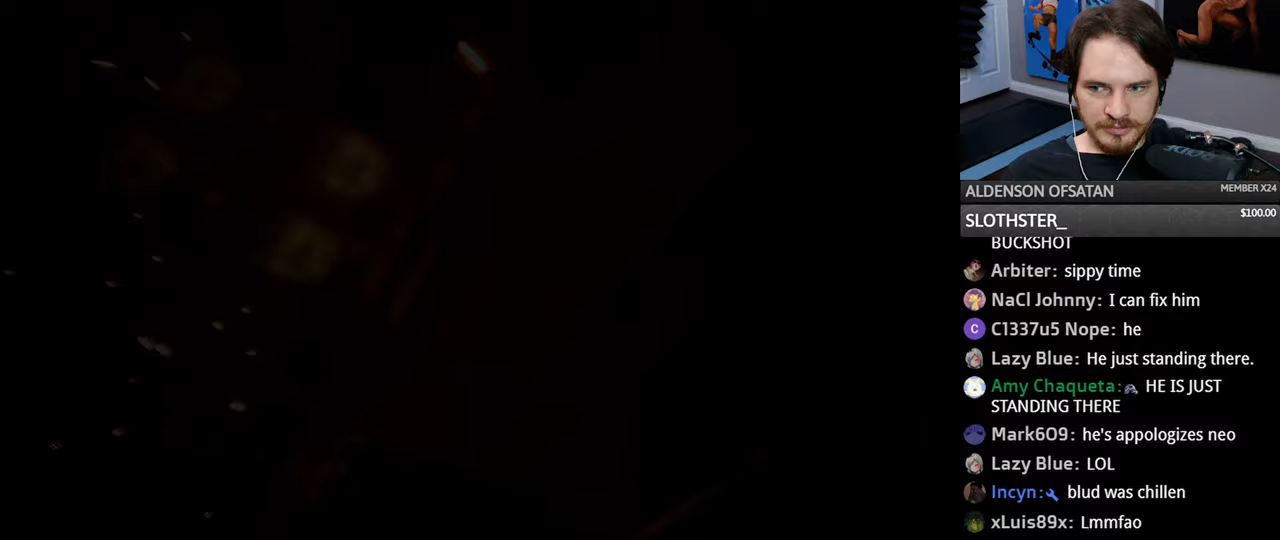 ALDENSON OFSATAN MEMBER X24
SLOTHSTER_ $100.00
BUCKSHOT
Arbiter: sippy time
NaCl Johnny: I can fix him
C C1337u5 Nope: he
Lazy Blue: He just standing there.
Amy Chaqueta: HE IS JUST
STANDING THERE
Mark609: he's appologizes neo
Lazy Blue: LOL
Incyn: blud was chillen
xLuis89x: Lmmfao
RODE